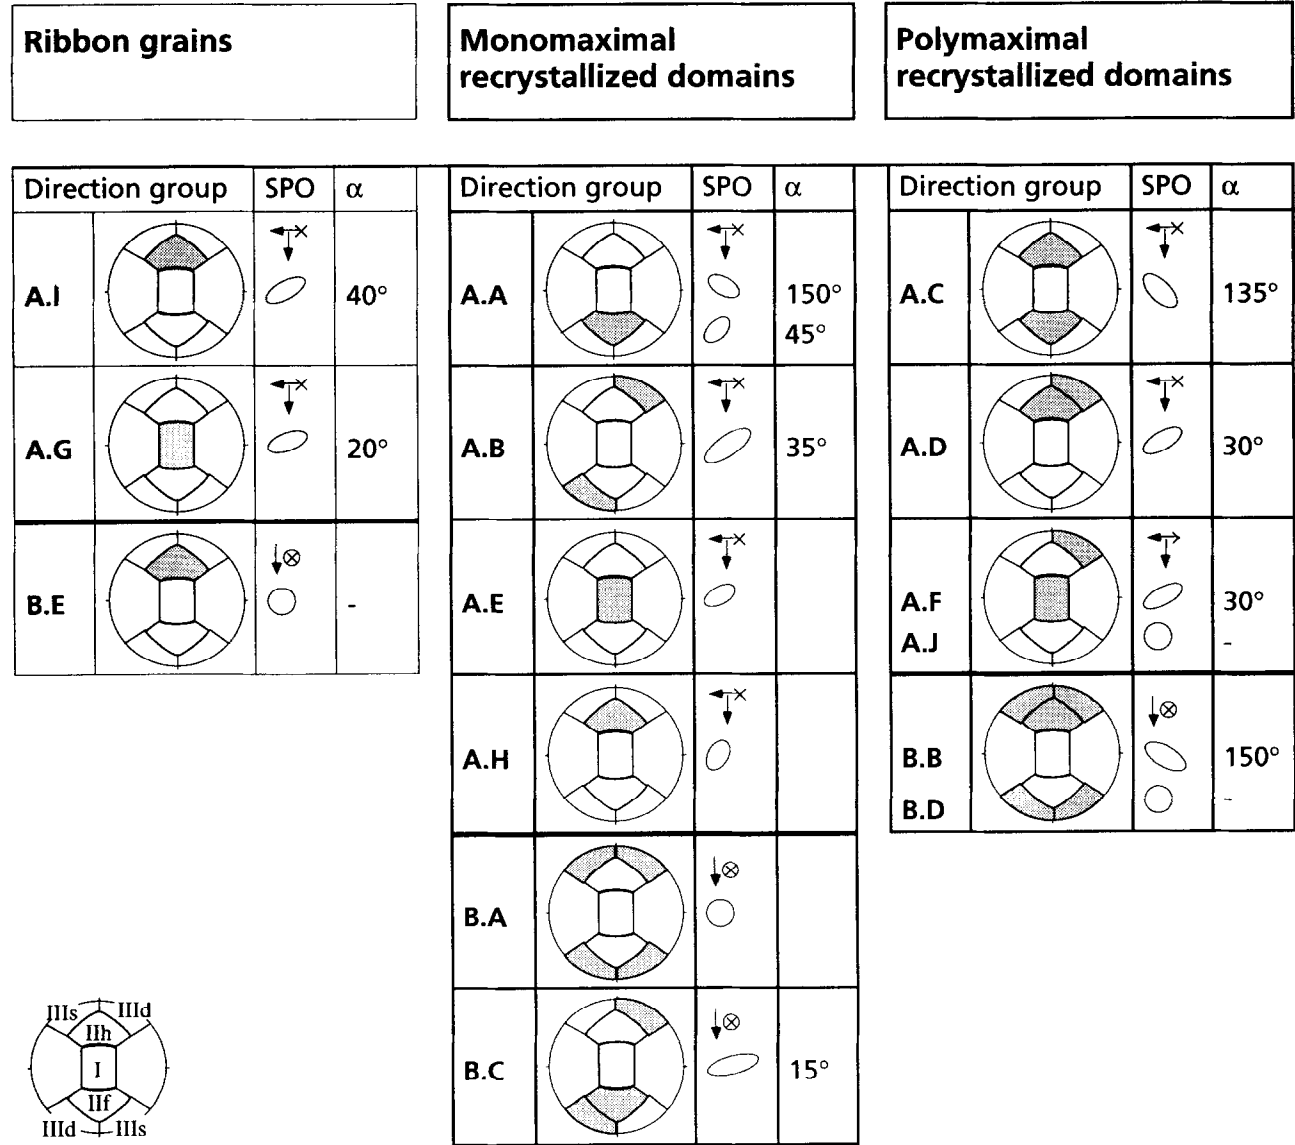 Ribbon grains
Direction group SPO α
A.I 40°
A.G 20°
B.E -
Monomaximal
recrystallized domains
Direction group SPO α
A.A 150°
45°
A.B 35°
A.E
A.H
B.A
B.C 15°
Polymaximal
recrystallized domains
Direction group SPO α
A.C 135°
A.D 30°
A.F 30°
A.J -
B.B 150°
B.D -
IIIs IIId
IIh
I
IIf
IIId IIIs